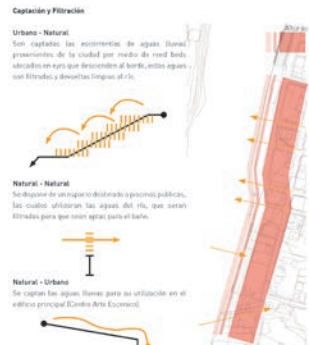 Captación y Filtración
Urbano - Natural
Son captadas las escorrentías de aguas lluvias
provenientes de la ciudad por medio de reed beds
ubicados en ejes que descienden al borde, estas aguas
son filtradas y devueltas limpias al río.
Natural - Natural
Se dispone de un espacio destinado a piscinas públicas,
las cuales utilizaran las aguas del río, que seran
filtradas para que sean aptas para el baño.
Natural - Urbano
Se captan las aguas lluvias para su utilización en el
edificio principal (Centro Arte Escenico)